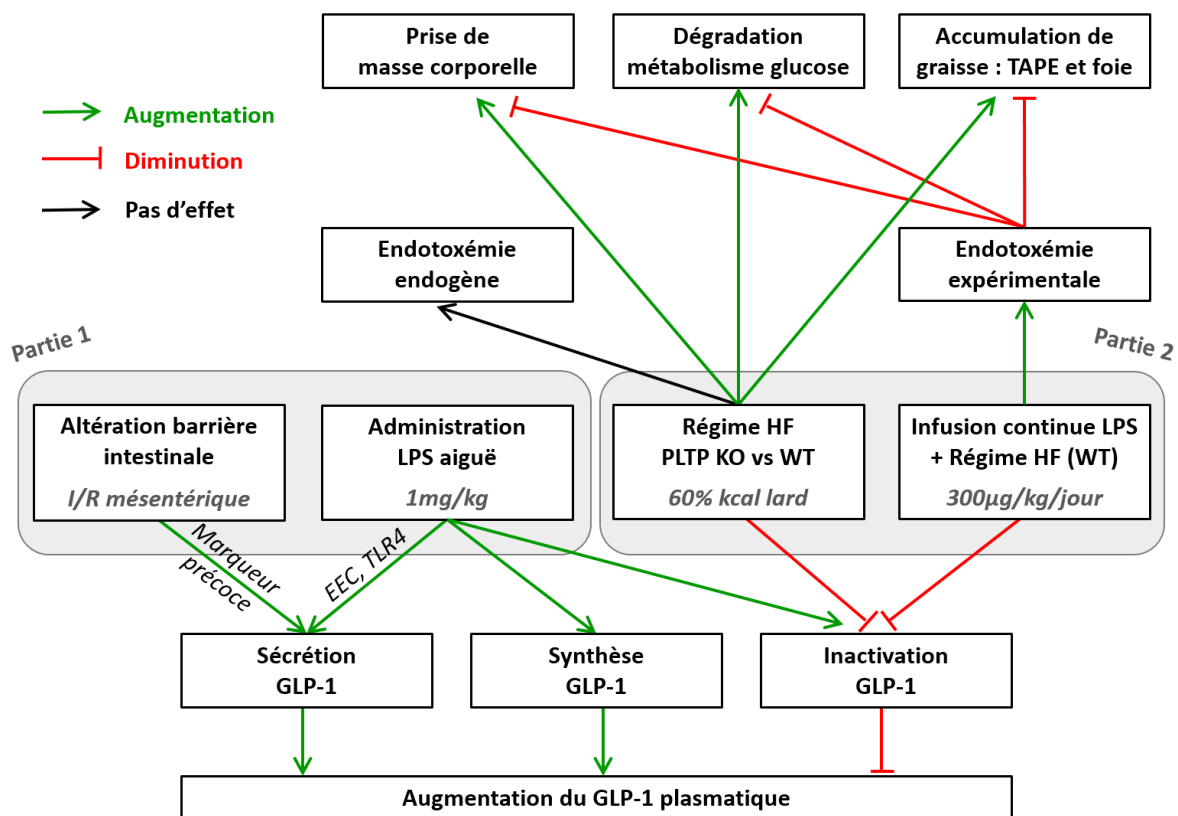 Prise de
masse corporelle
Dégradation
métabolisme glucose
Accumulation de
graisse : TAPE et foie
Augmentation
Diminution
Pas d'effet
Endotoxémie
endogène
Endotoxémie
expérimentale
Partie 1
Partie 2
Altération barrière
intestinale
I/R mésentérique
Administration
LPS aiguë
1mg/kg
Régime HF
PLTP KO vs WT
60% kcal lard
Infusion continue LPS
+ Régime HF (WT)
300µg/kg/jour
Marqueur
précoce
EEC, TLR4
Sécrétion
GLP-1
Synthèse
GLP-1
Inactivation
GLP-1
Augmentation du GLP-1 plasmatique